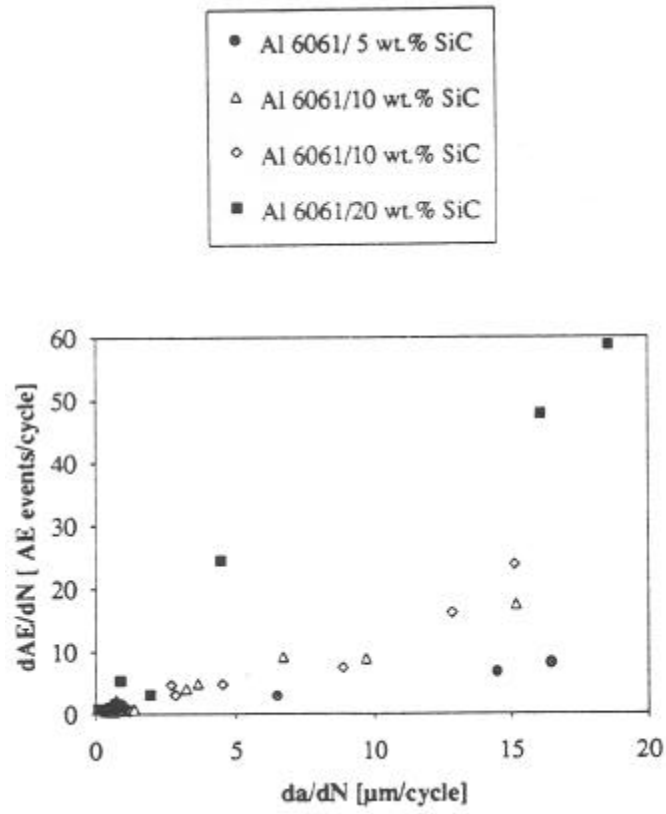 Al 6061/ 5 wt.% SiC
Al 6061/10 wt.% SiC
Al 6061/10 wt.% SiC
Al 6061/20 wt.% SiC
60
50
40
30
20
10
0
dAE/dN [ AE events/cycle]
0 5 10 15 20
da/dN [µm/cycle]